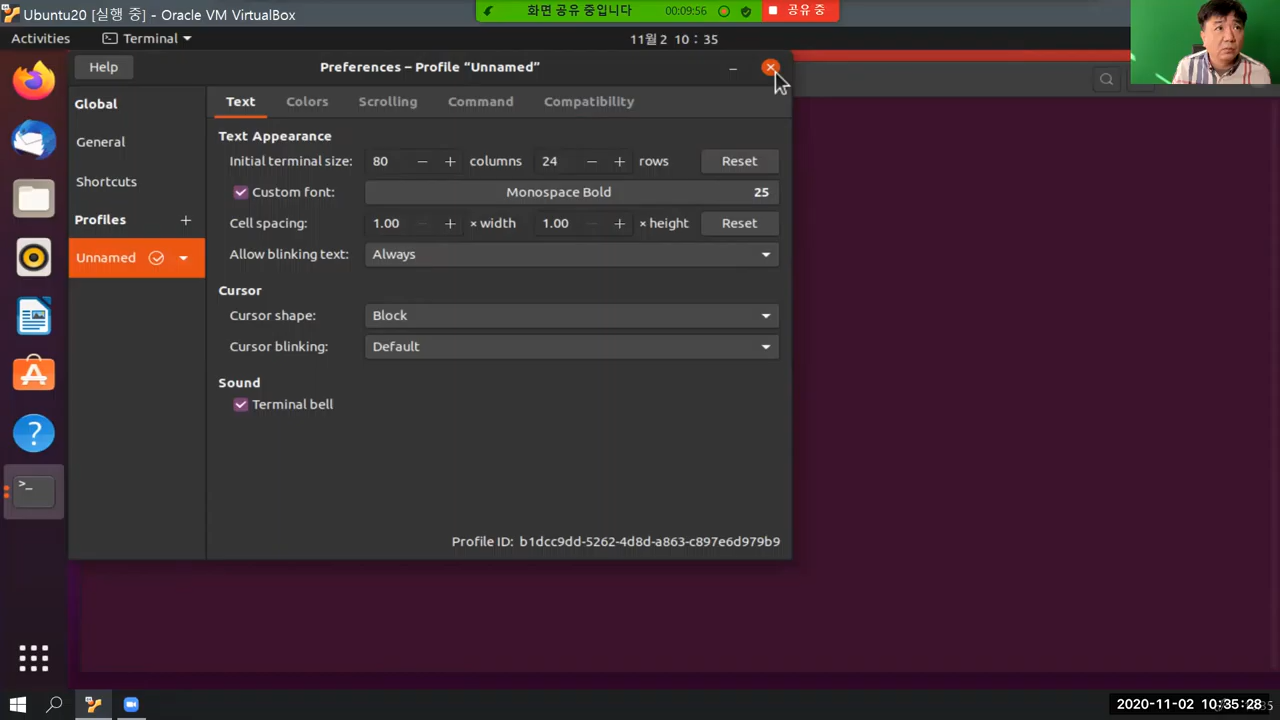 Ubuntu20 [실행 중] - Oracle VM VirtualBox
화면 공유 중입니다
00:09:56
공유 중
Activities
Terminal
11월 2 10:35
Help
Preferences – Profile “Unnamed”
Global
General
Shortcuts
Profiles
Unnamed
Text
Colors
Scrolling
Command
Compatibility
Text Appearance
Initial terminal size: 80 − + columns 24 − + rows Reset
Custom font: Monospace Bold 25
Cell spacing: 1.00 − + × width 1.00 − + × height Reset
Allow blinking text: Always
Cursor
Cursor shape: Block
Cursor blinking: Default
Sound
Terminal bell
Profile ID: b1dcc9dd-5262-4d8d-a863-c897e6d979b9
2020-11-02 10:35:28